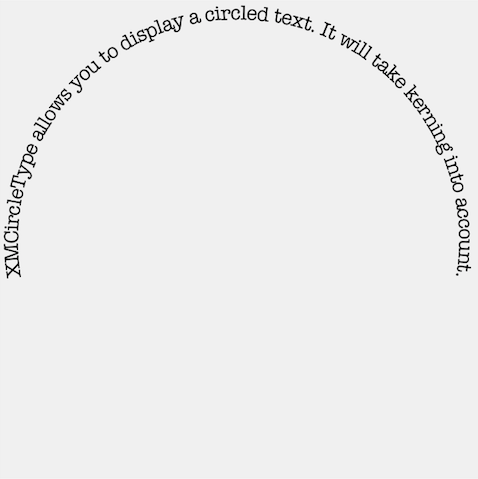 XMCircleType allows you to display a circled text. It will take kerning into account.